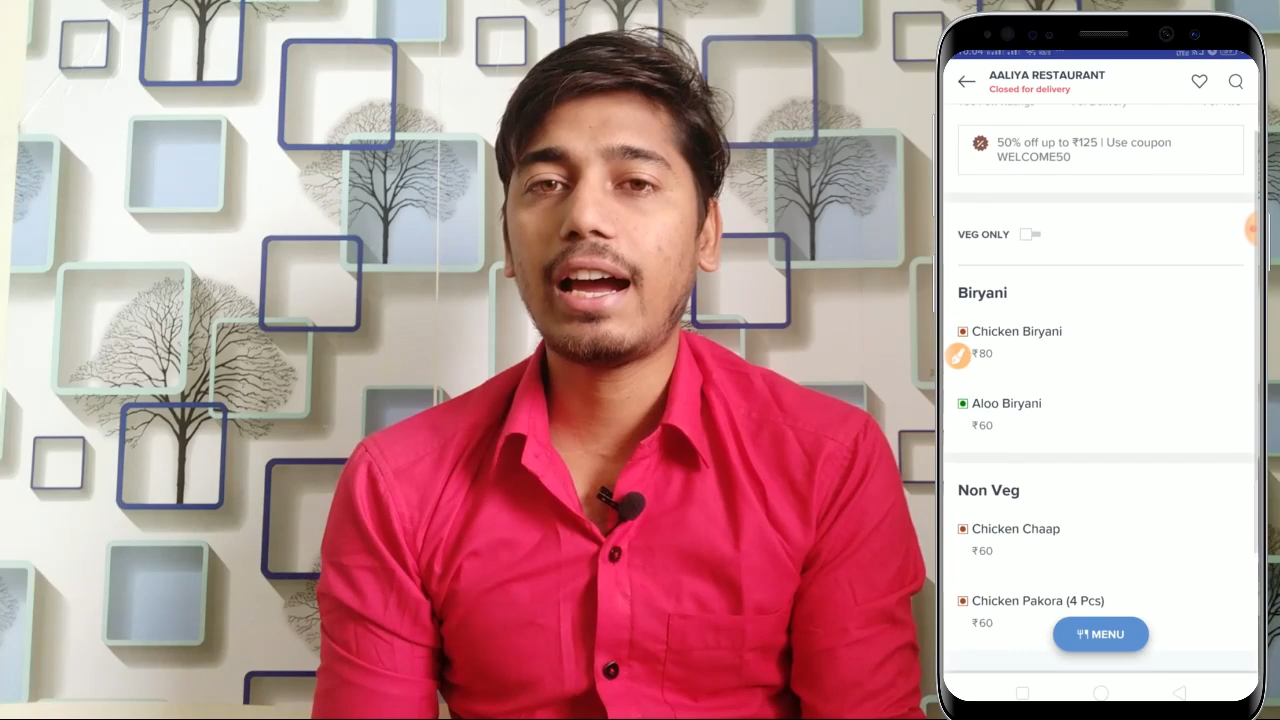 AALIYA RESTAURANT
Closed for delivery
50% off up to ₹125 | Use coupon
WELCOME50
VEG ONLY
Biryani
Chicken Biryani
₹80
Aloo Biryani
₹60
Non Veg
Chicken Chaap
₹60
Chicken Pakora (4 Pcs)
₹60
MENU